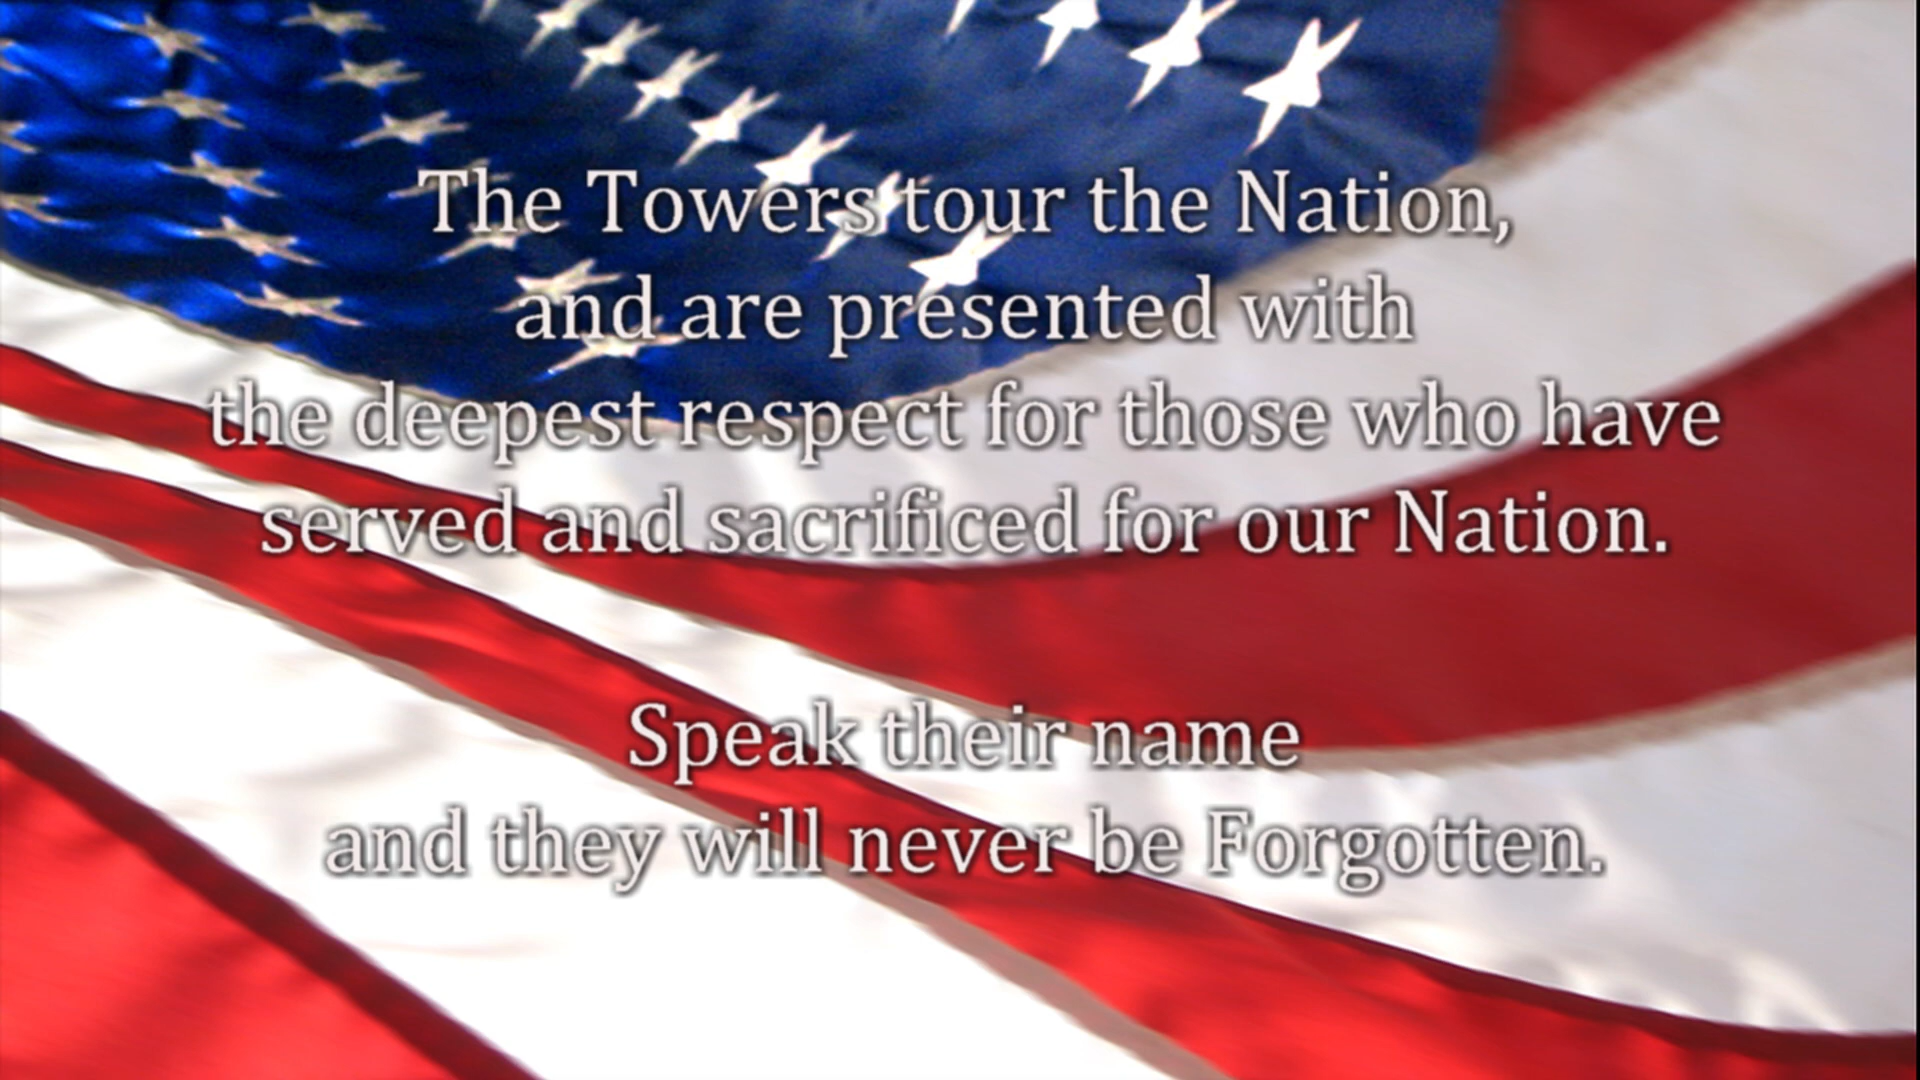 The Towers tour the Nation,
and are presented with
the deepest respect for those who have
served and sacrificed for our Nation.
Speak their name
and they will never be Forgotten.